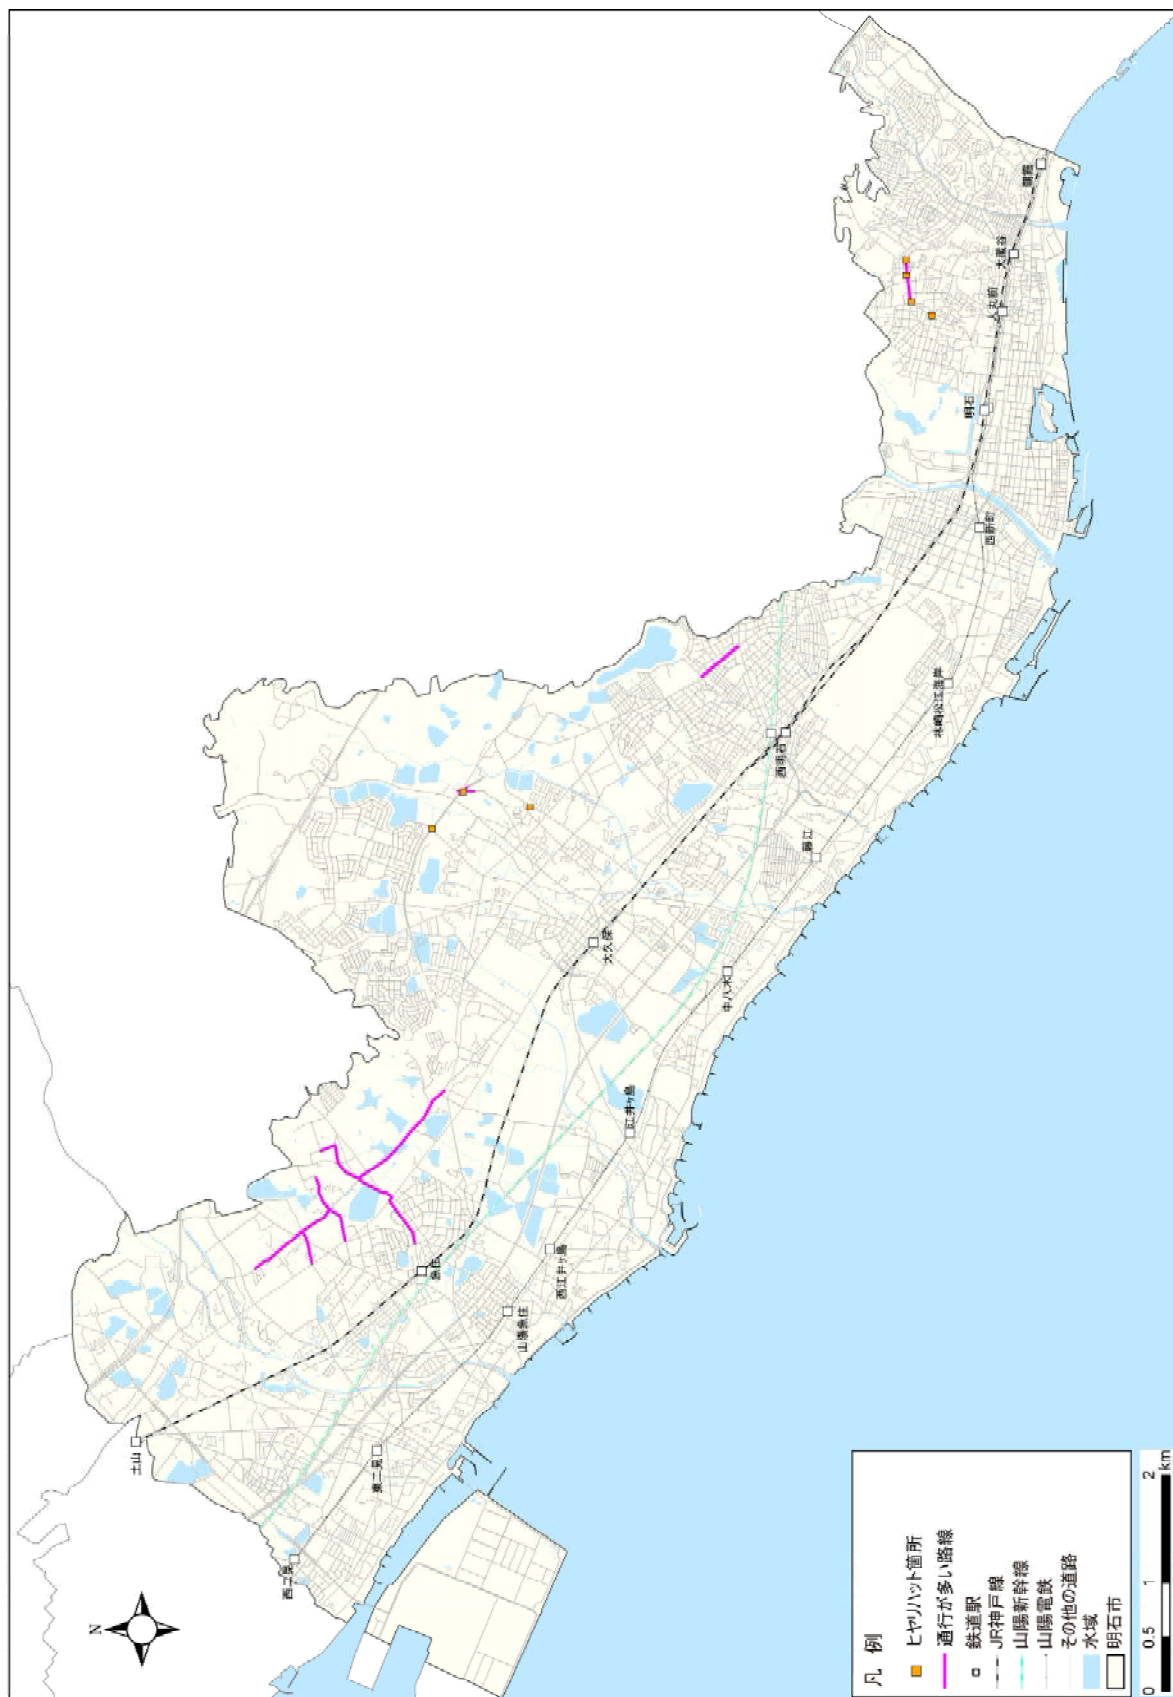 N
土山
西二見
東二見
魚住
山陽魚住
西江井ヶ島
江井ヶ島
大久保
中八木
藤江
西明石
林崎松江海岸
西新町
明石
人丸前
大蔵谷
朝霧
凡 例
ヒヤリハット箇所
通行が多い路線
鉄道駅
JR神戸線
山陽新幹線
山陽電鉄
その他の道路
水域
明石市
0 0.5 1 2
km